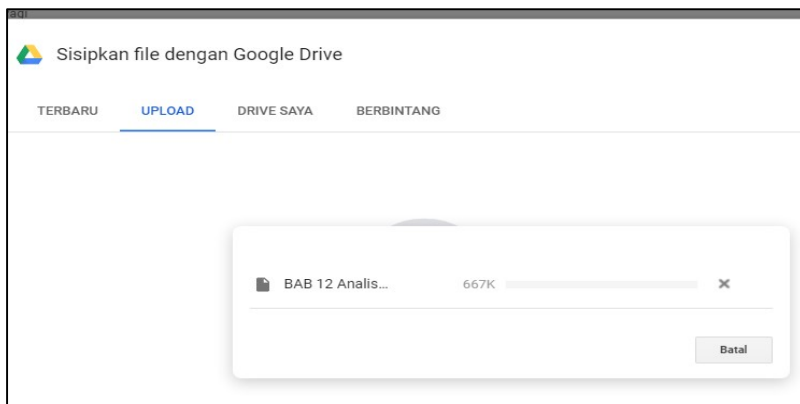 Sisipkan file dengan Google Drive
TERBARU UPLOAD DRIVE SAYA BERBINTANG
BAB 12 Analis... 667K
Batal